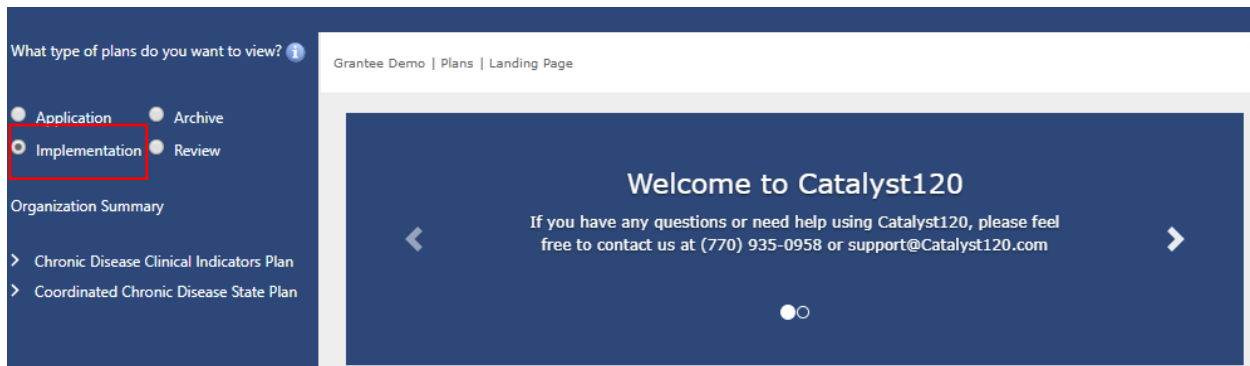 What type of plans do you want to view?
Grantee Demo | Plans | Landing Page
Application
Archive
Implementation
Review
Organization Summary
Chronic Disease Clinical Indicators Plan
Coordinated Chronic Disease State Plan
Welcome to Catalyst120
If you have any questions or need help using Catalyst120, please feel
free to contact us at (770) 935-0958 or support@Catalyst120.com